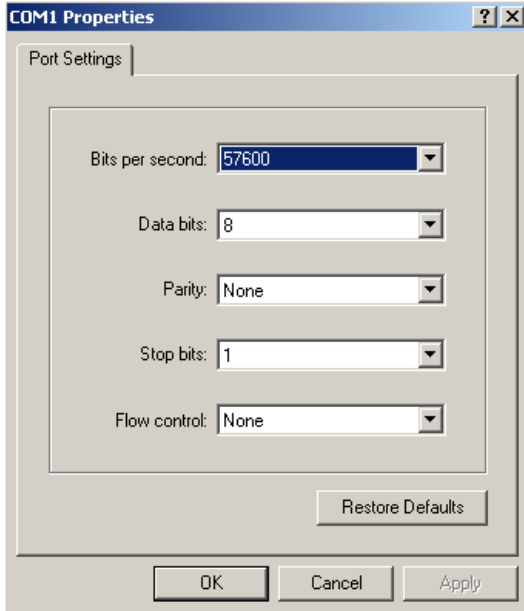 COM1 Properties
Port Settings
Bits per second: 57600
Data bits: 8
Parity: None
Stop bits: 1
Flow control: None
Restore Defaults
OK Cancel Apply